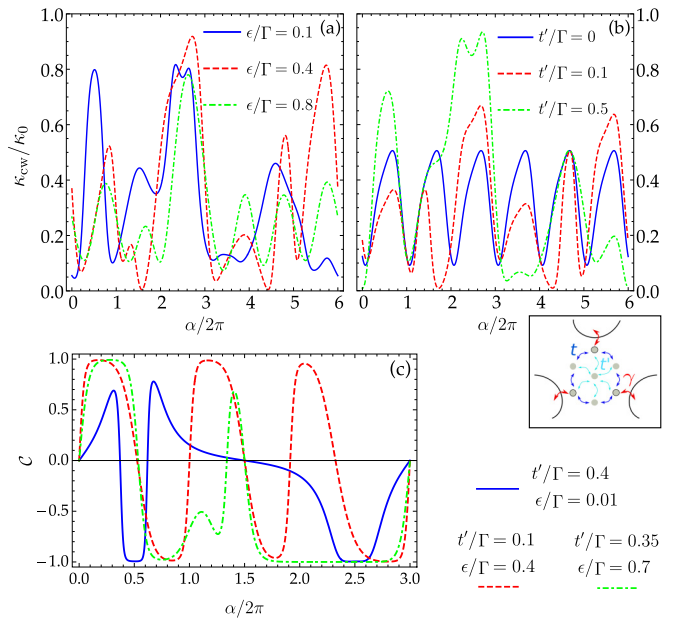 (a)
ϵ/Γ = 0.1
ϵ/Γ = 0.4
ϵ/Γ = 0.8
κcw/κ0
0.0
0.2
0.4
0.6
0.8
1.0
0 1 2 3 4 5 6
α/2π
(b)
t′/Γ = 0
t′/Γ = 0.1
t′/Γ = 0.5
0.0
0.2
0.4
0.6
0.8
1.0
0 1 2 3 4 5 6
α/2π
t
t'
γ
(c)
C
1.0
0.5
0.0
−0.5
−1.0
0.0 0.5 1.0 1.5 2.0 2.5 3.0
α/2π
t′/Γ = 0.4
ϵ/Γ = 0.01
t′/Γ = 0.1
ϵ/Γ = 0.4
t′/Γ = 0.35
ϵ/Γ = 0.7